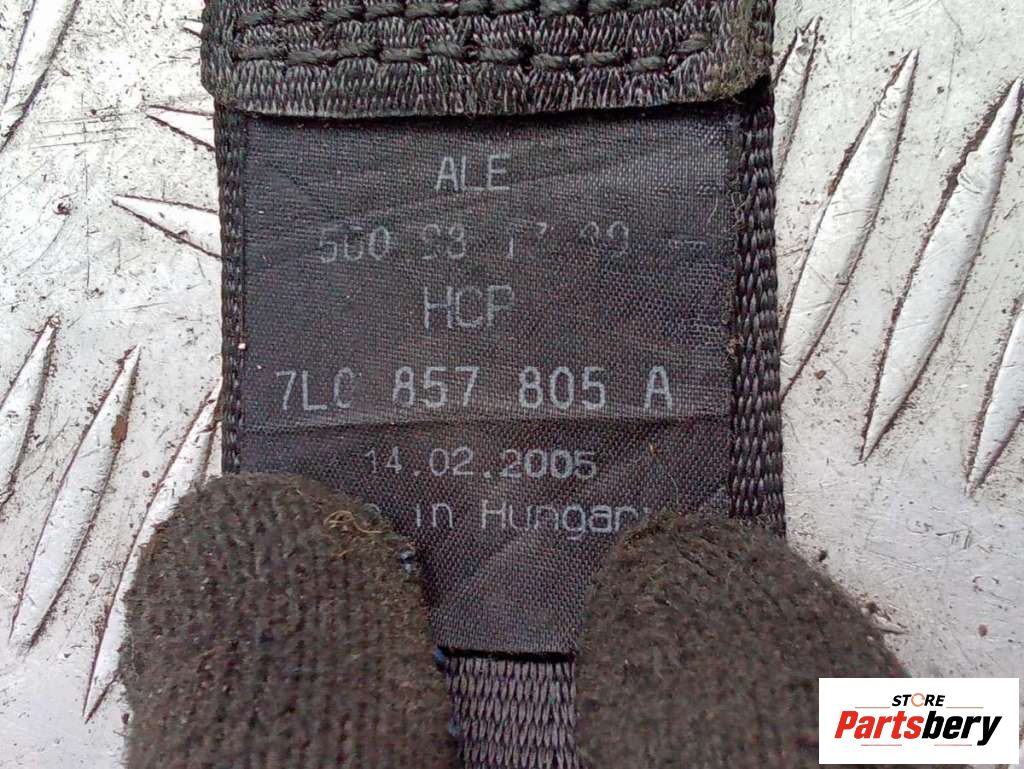 ALE
HCP
7L0 857 805 A
14.02.2005
in Hungary
STORE
Partsbery